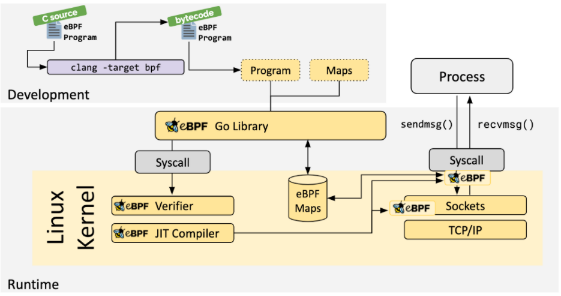 C source
eBPF
Program
bytecode
eBPF
Program
clang -target bpf
Program
Maps
Development
Process
sendmsg()
recvmsg()
eBPF Go Library
Syscall
Syscall
eBPF
Linux
Kernel
eBPF Verifier
eBPF
Maps
eBPF
Sockets
eBPF JIT Compiler
TCP/IP
Runtime